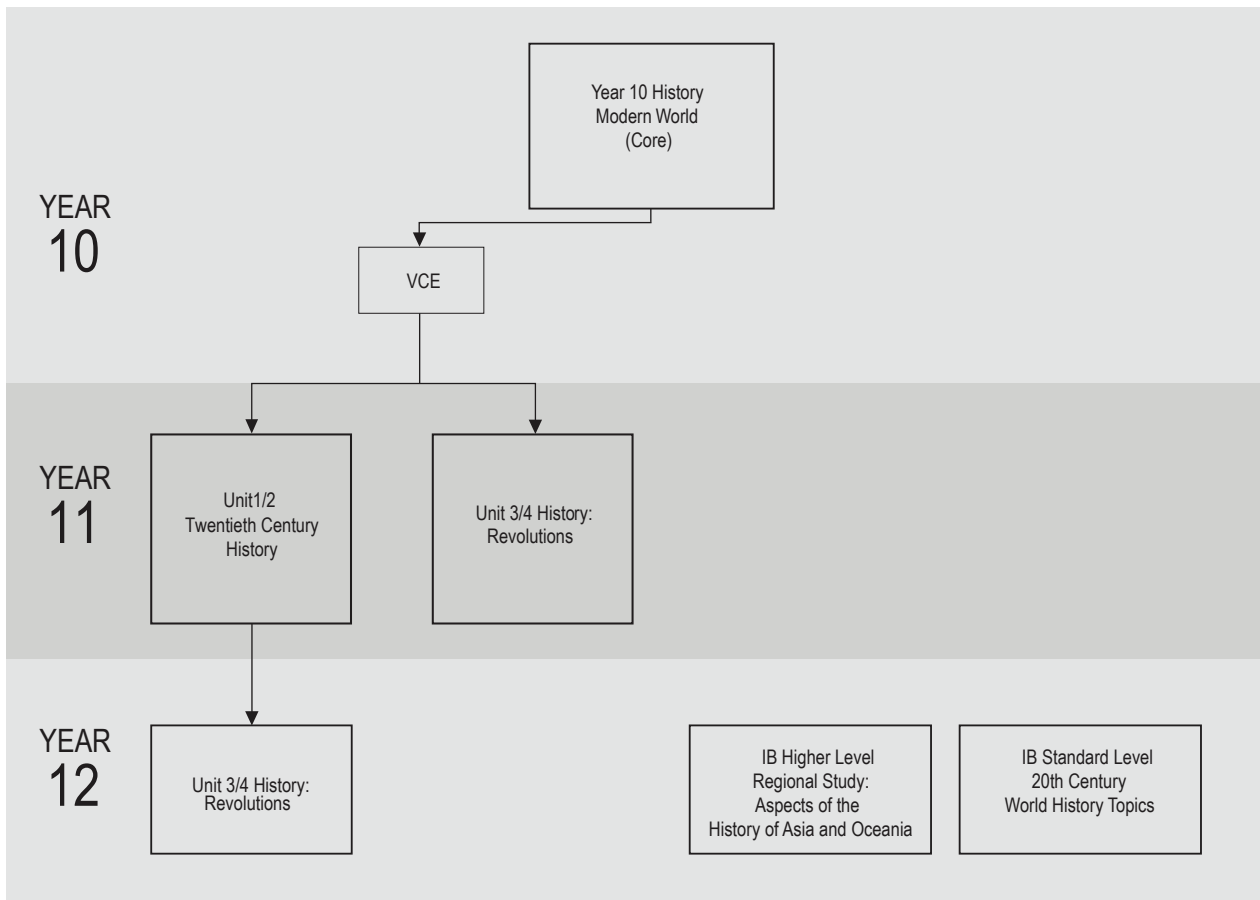 Year 10 History
Modern World
(Core)
YEAR
10
VCE
YEAR
11
Unit1/2
Twentieth Century
History
Unit 3/4 History:
Revolutions
YEAR
12
Unit 3/4 History:
Revolutions
IB Higher Level
Regional Study:
Aspects of the
History of Asia and Oceania
IB Standard Level
20th Century
World History Topics